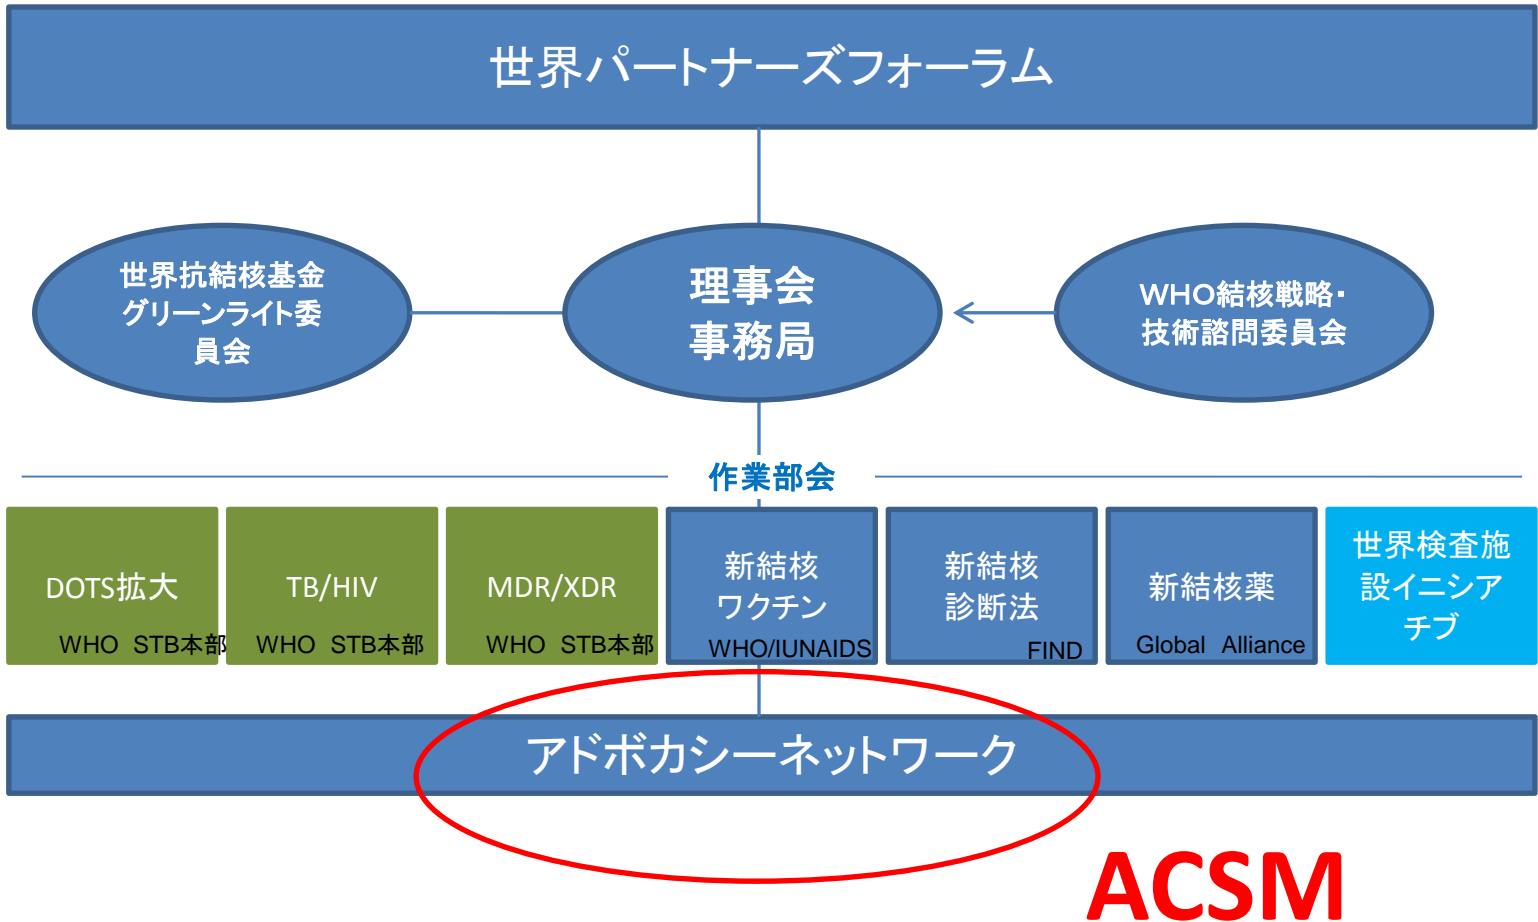 世界パートナーズフォーラム
世界抗結核基金
グリーンライト委
員会
理事会
事務局
WHO結核戦略・
技術諮問委員会
作業部会
DOTS拡大
WHO STB本部
TB/HIV
WHO STB本部
MDR/XDR
WHO STB本部
新結核
ワクチン
WHO/IUNAIDS
新結核
診断法
FIND
新結核薬
Global Alliance
世界検査施
設イニシア
チブ
アドボカシーネットワーク
ACSM